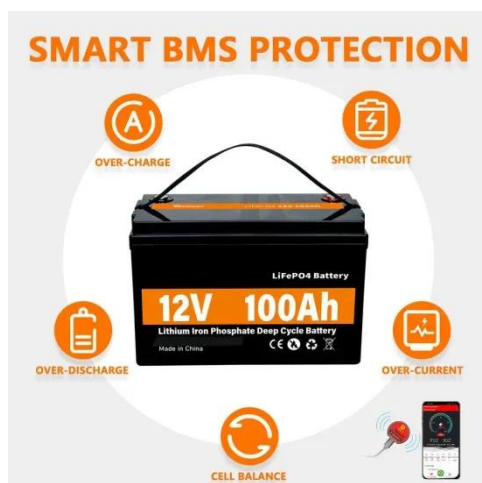 SMART BMS PROTECTION
OVER-CHARGE
SHORT CIRCUIT
LiFePO4 Battery
12V 100Ah
Lithium Iron Phosphate Deep Cycle Battery
Made in China
CE
OVER-DISCHARGE
OVER-CURRENT
CELL BALANCE